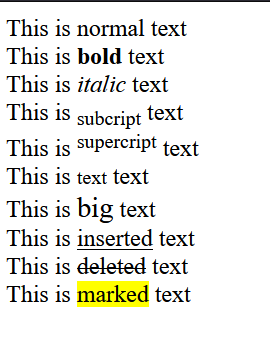 This is normal text
This is bold text
This is italic text
This is subcript text
This is supercript text
This is text text
This is big text
This is inserted text
This is deleted text
This is marked text